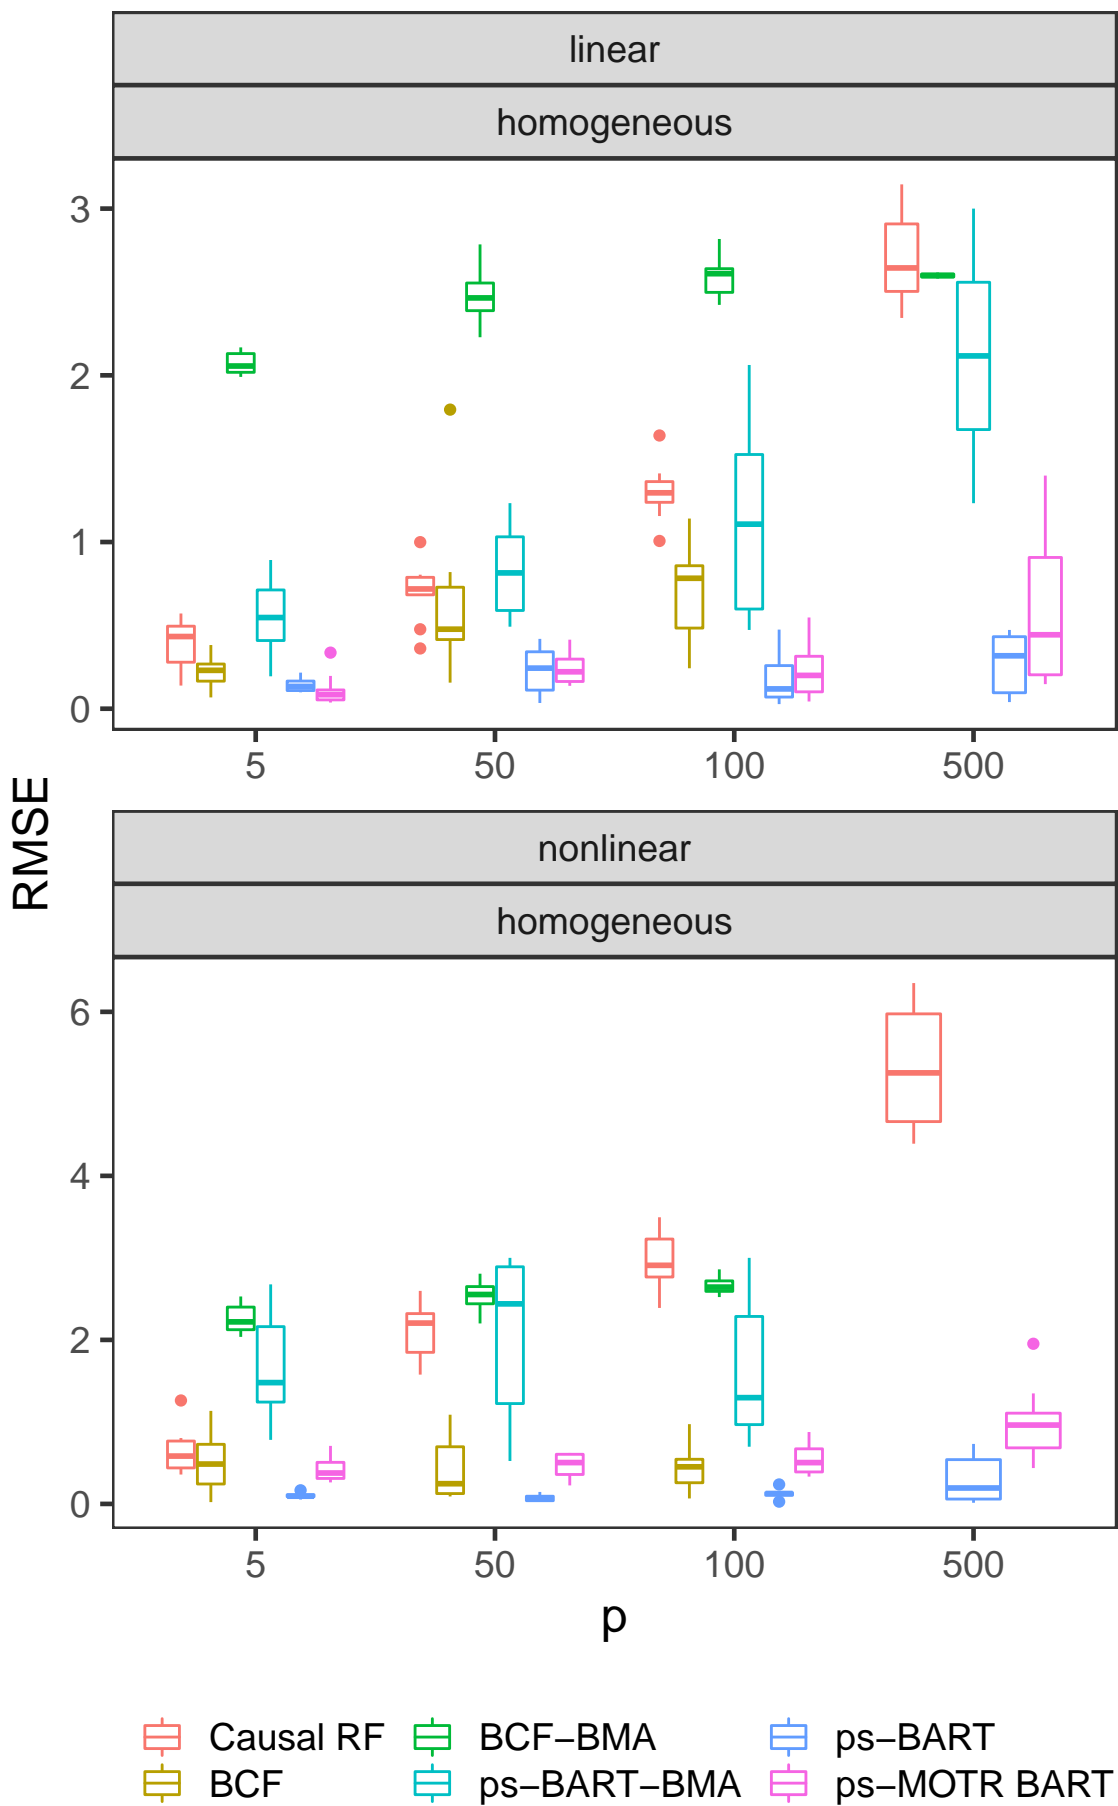 linear
homogeneous
3
2
1
0
5 50 100 500
RMSE
nonlinear
homogeneous
6
4
2
0
5 50 100 500
p
Causal RF BCF−BMA ps−BART
BCF ps−BART−BMA ps−MOTR BART